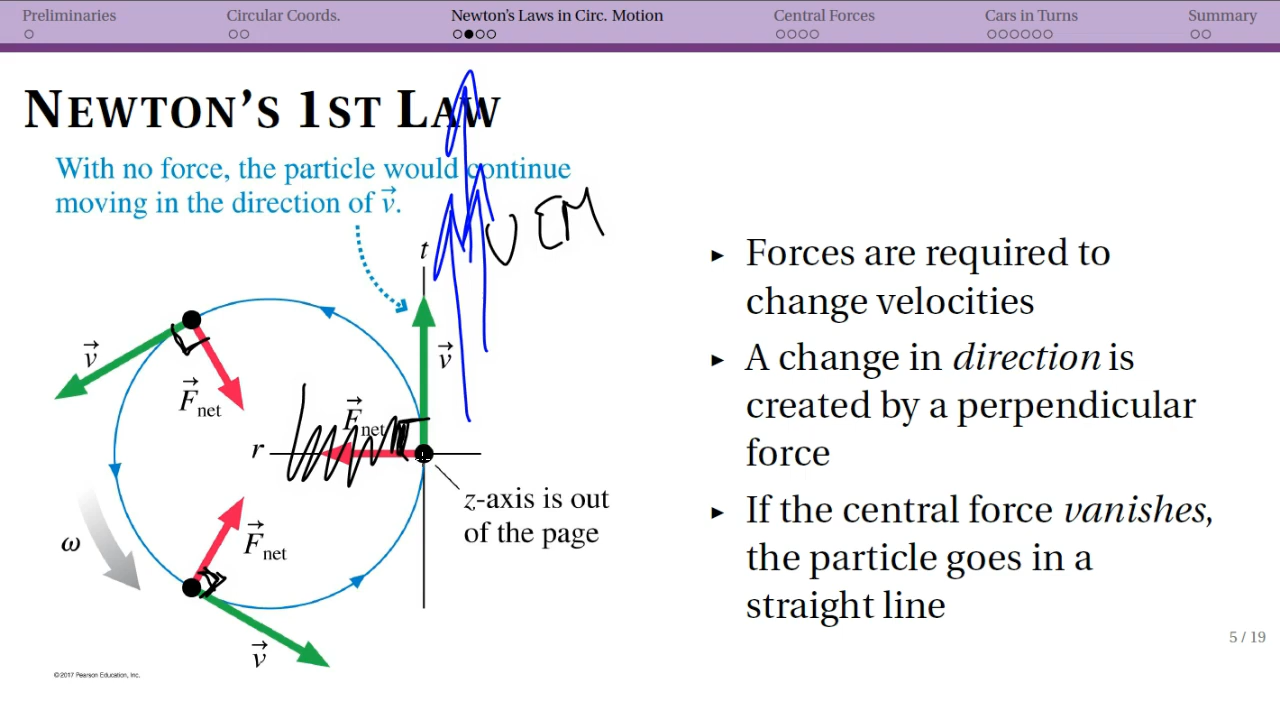 Preliminaries
Circular Coords.
Newton's Laws in Circ. Motion
Central Forces
Cars in Turns
Summary
NEWTON'S 1ST LAW
With no force, the particle would continue
moving in the direction of v⃗.
t
v⃗
v⃗
F⃗net
F⃗net
r
z-axis is out
of the page
ω
F⃗net
v⃗
©2017 Pearson Education, Inc.
▸ Forces are required to
change velocities
▸ A change in direction is
created by a perpendicular
force
▸ If the central force vanishes,
the particle goes in a
straight line
5 / 19